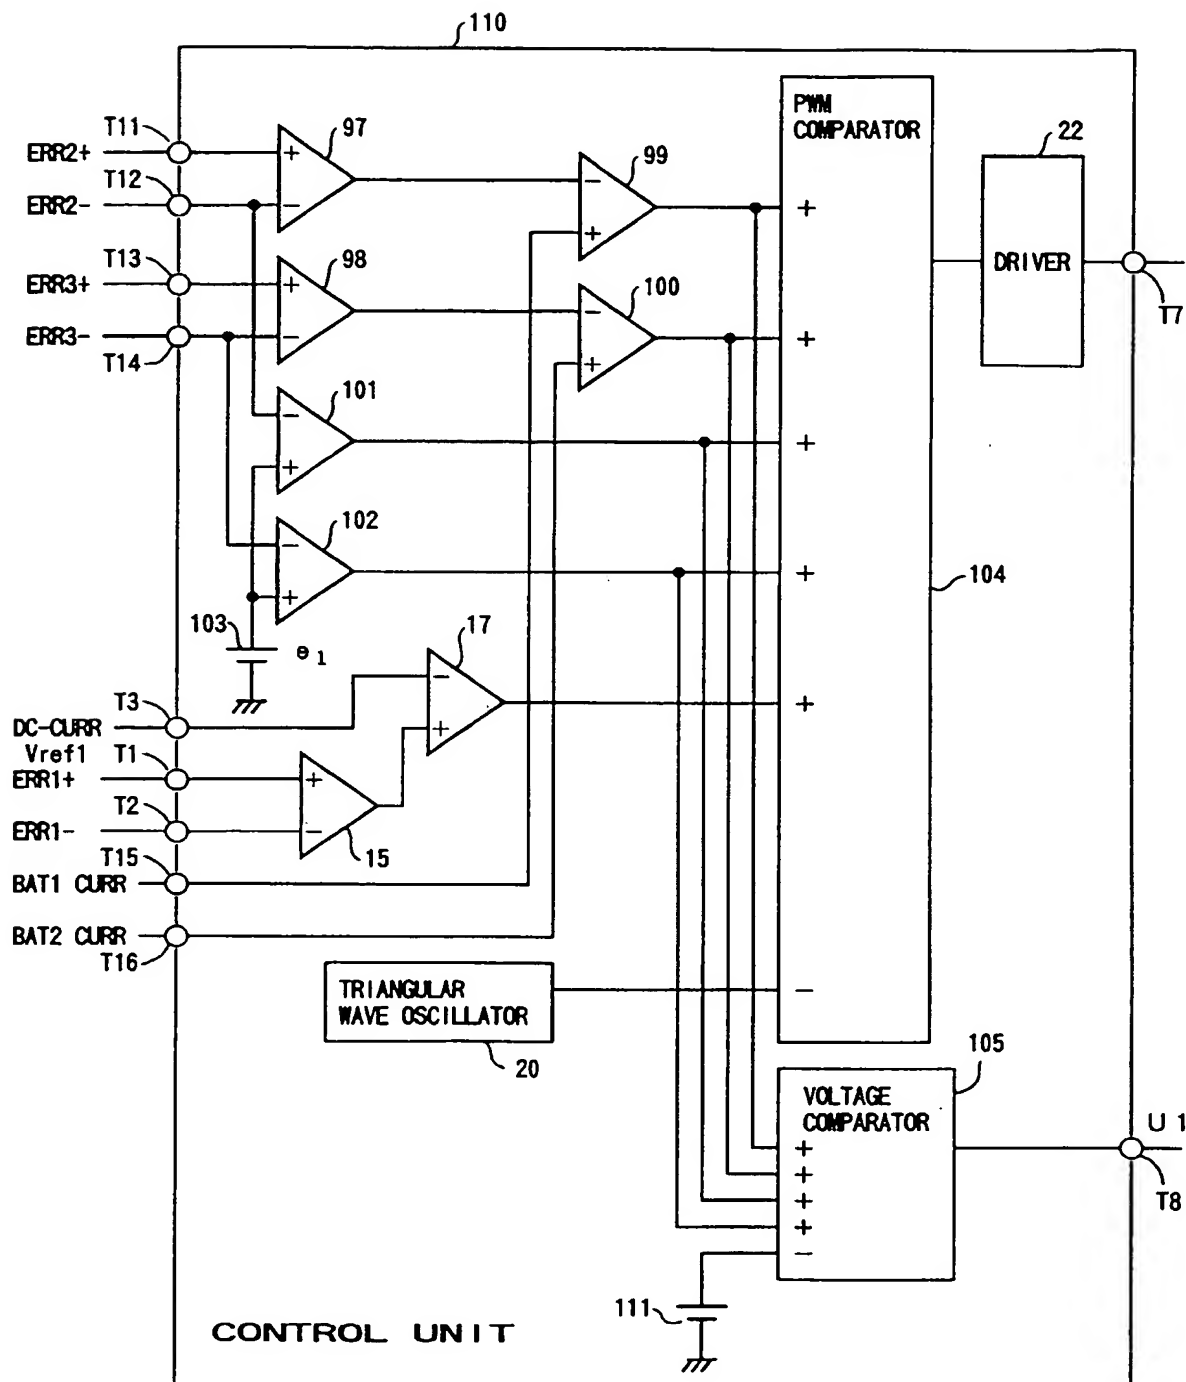 110
T11
ERR2+
T12
ERR2-
T13
ERR3+
ERR3-
T14
97
+
-
98
+
-
99
-
+
100
-
+
101
-
+
102
-
+
103
e1
17
-
+
T3
DC-CURR
Vref1
T1
ERR1+
T2
ERR1-
+
-
15
T15
BAT1 CURR
BAT2 CURR
T16
TRIANGULAR
WAVE OSCILLATOR
20
PWM
COMPARATOR
+
+
+
+
+
-
104
22
DRIVER
T7
105
VOLTAGE
COMPARATOR
+
+
+
+
-
U1
T8
111
CONTROL UNIT